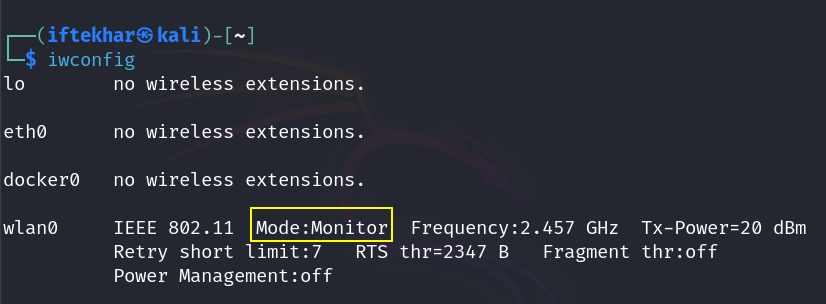 ┌──(iftekhar㉿kali)-[~]
└─$ iwconfig
lo        no wireless extensions.
eth0      no wireless extensions.
docker0   no wireless extensions.
wlan0     IEEE 802.11  Mode:Monitor  Frequency:2.457 GHz  Tx-Power=20 dBm
          Retry short limit:7   RTS thr=2347 B   Fragment thr:off
          Power Management:off